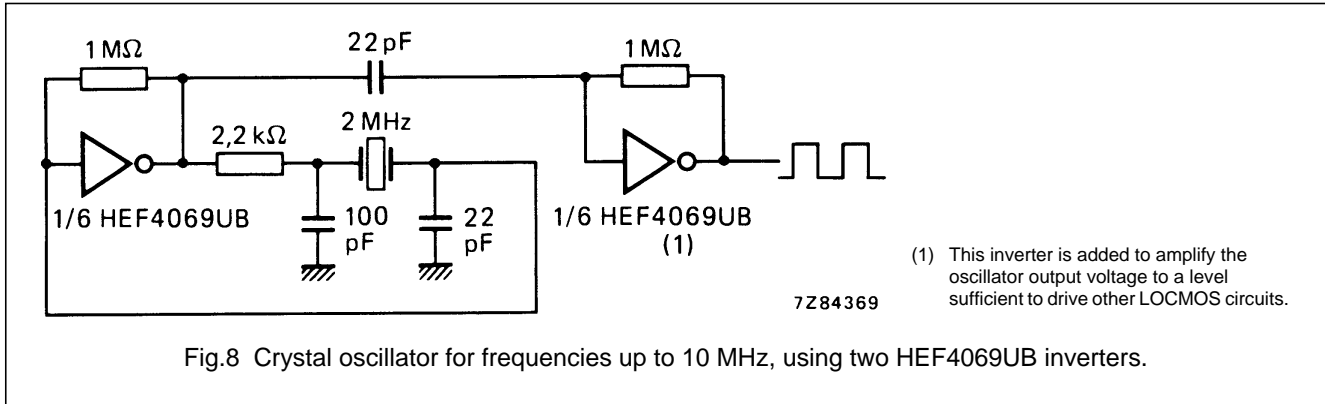 1 MΩ
22 pF
1 MΩ
2,2 kΩ
2 MHz
1/6 HEF4069UB
100
pF
22
pF
1/6 HEF4069UB
(1)
(1) This inverter is added to amplify the
oscillator output voltage to a level
sufficient to drive other LOCMOS circuits.
7Z84369
Fig.8 Crystal oscillator for frequencies up to 10 MHz, using two HEF4069UB inverters.